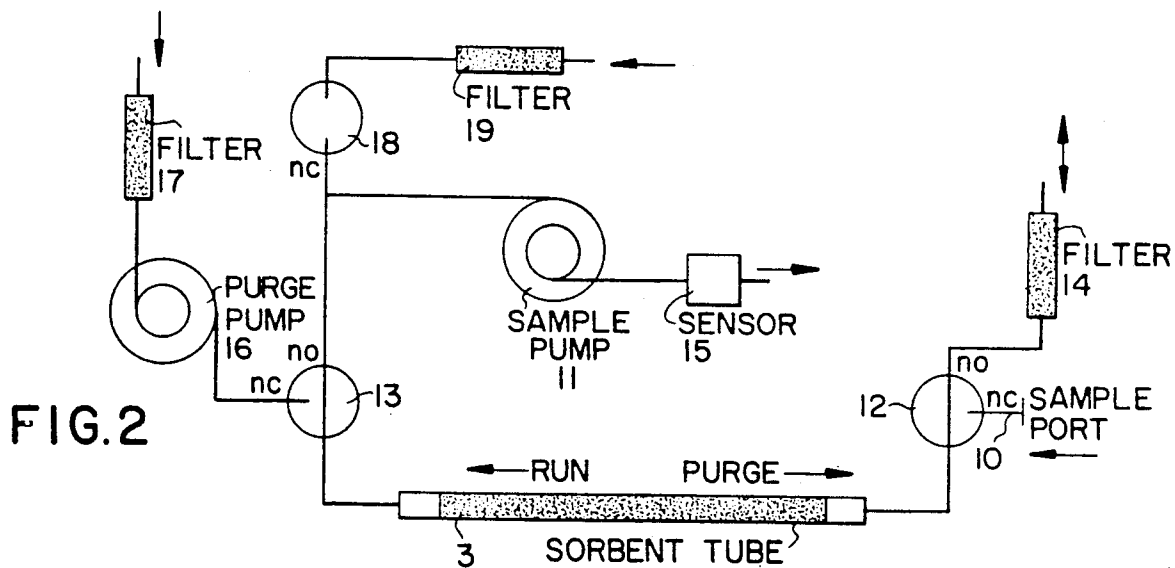 FILTER
19
18
nc
FILTER
17
FILTER
14
PURGE
PUMP
16
SAMPLE
PUMP
11
SENSOR
15
no
nc
13
no
12
nc
SAMPLE
PORT
10
FIG.2
RUN
PURGE
3
SORBENT TUBE